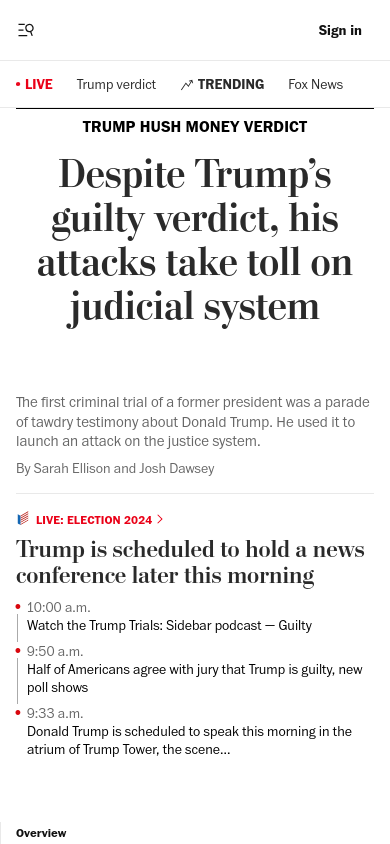 Sign in
LIVE Trump verdict TRENDING Fox News
TRUMP HUSH MONEY VERDICT
Despite Trump’s
guilty verdict, his
attacks take toll on
judicial system
The first criminal trial of a former president was a parade
of tawdry testimony about Donald Trump. He used it to
launch an attack on the justice system.
By Sarah Ellison and Josh Dawsey
LIVE: ELECTION 2024
Trump is scheduled to hold a news
conference later this morning
10:00 a.m.
Watch the Trump Trials: Sidebar podcast — Guilty
9:50 a.m.
Half of Americans agree with jury that Trump is guilty, new
poll shows
9:33 a.m.
Donald Trump is scheduled to speak this morning in the
atrium of Trump Tower, the scene...
Overview